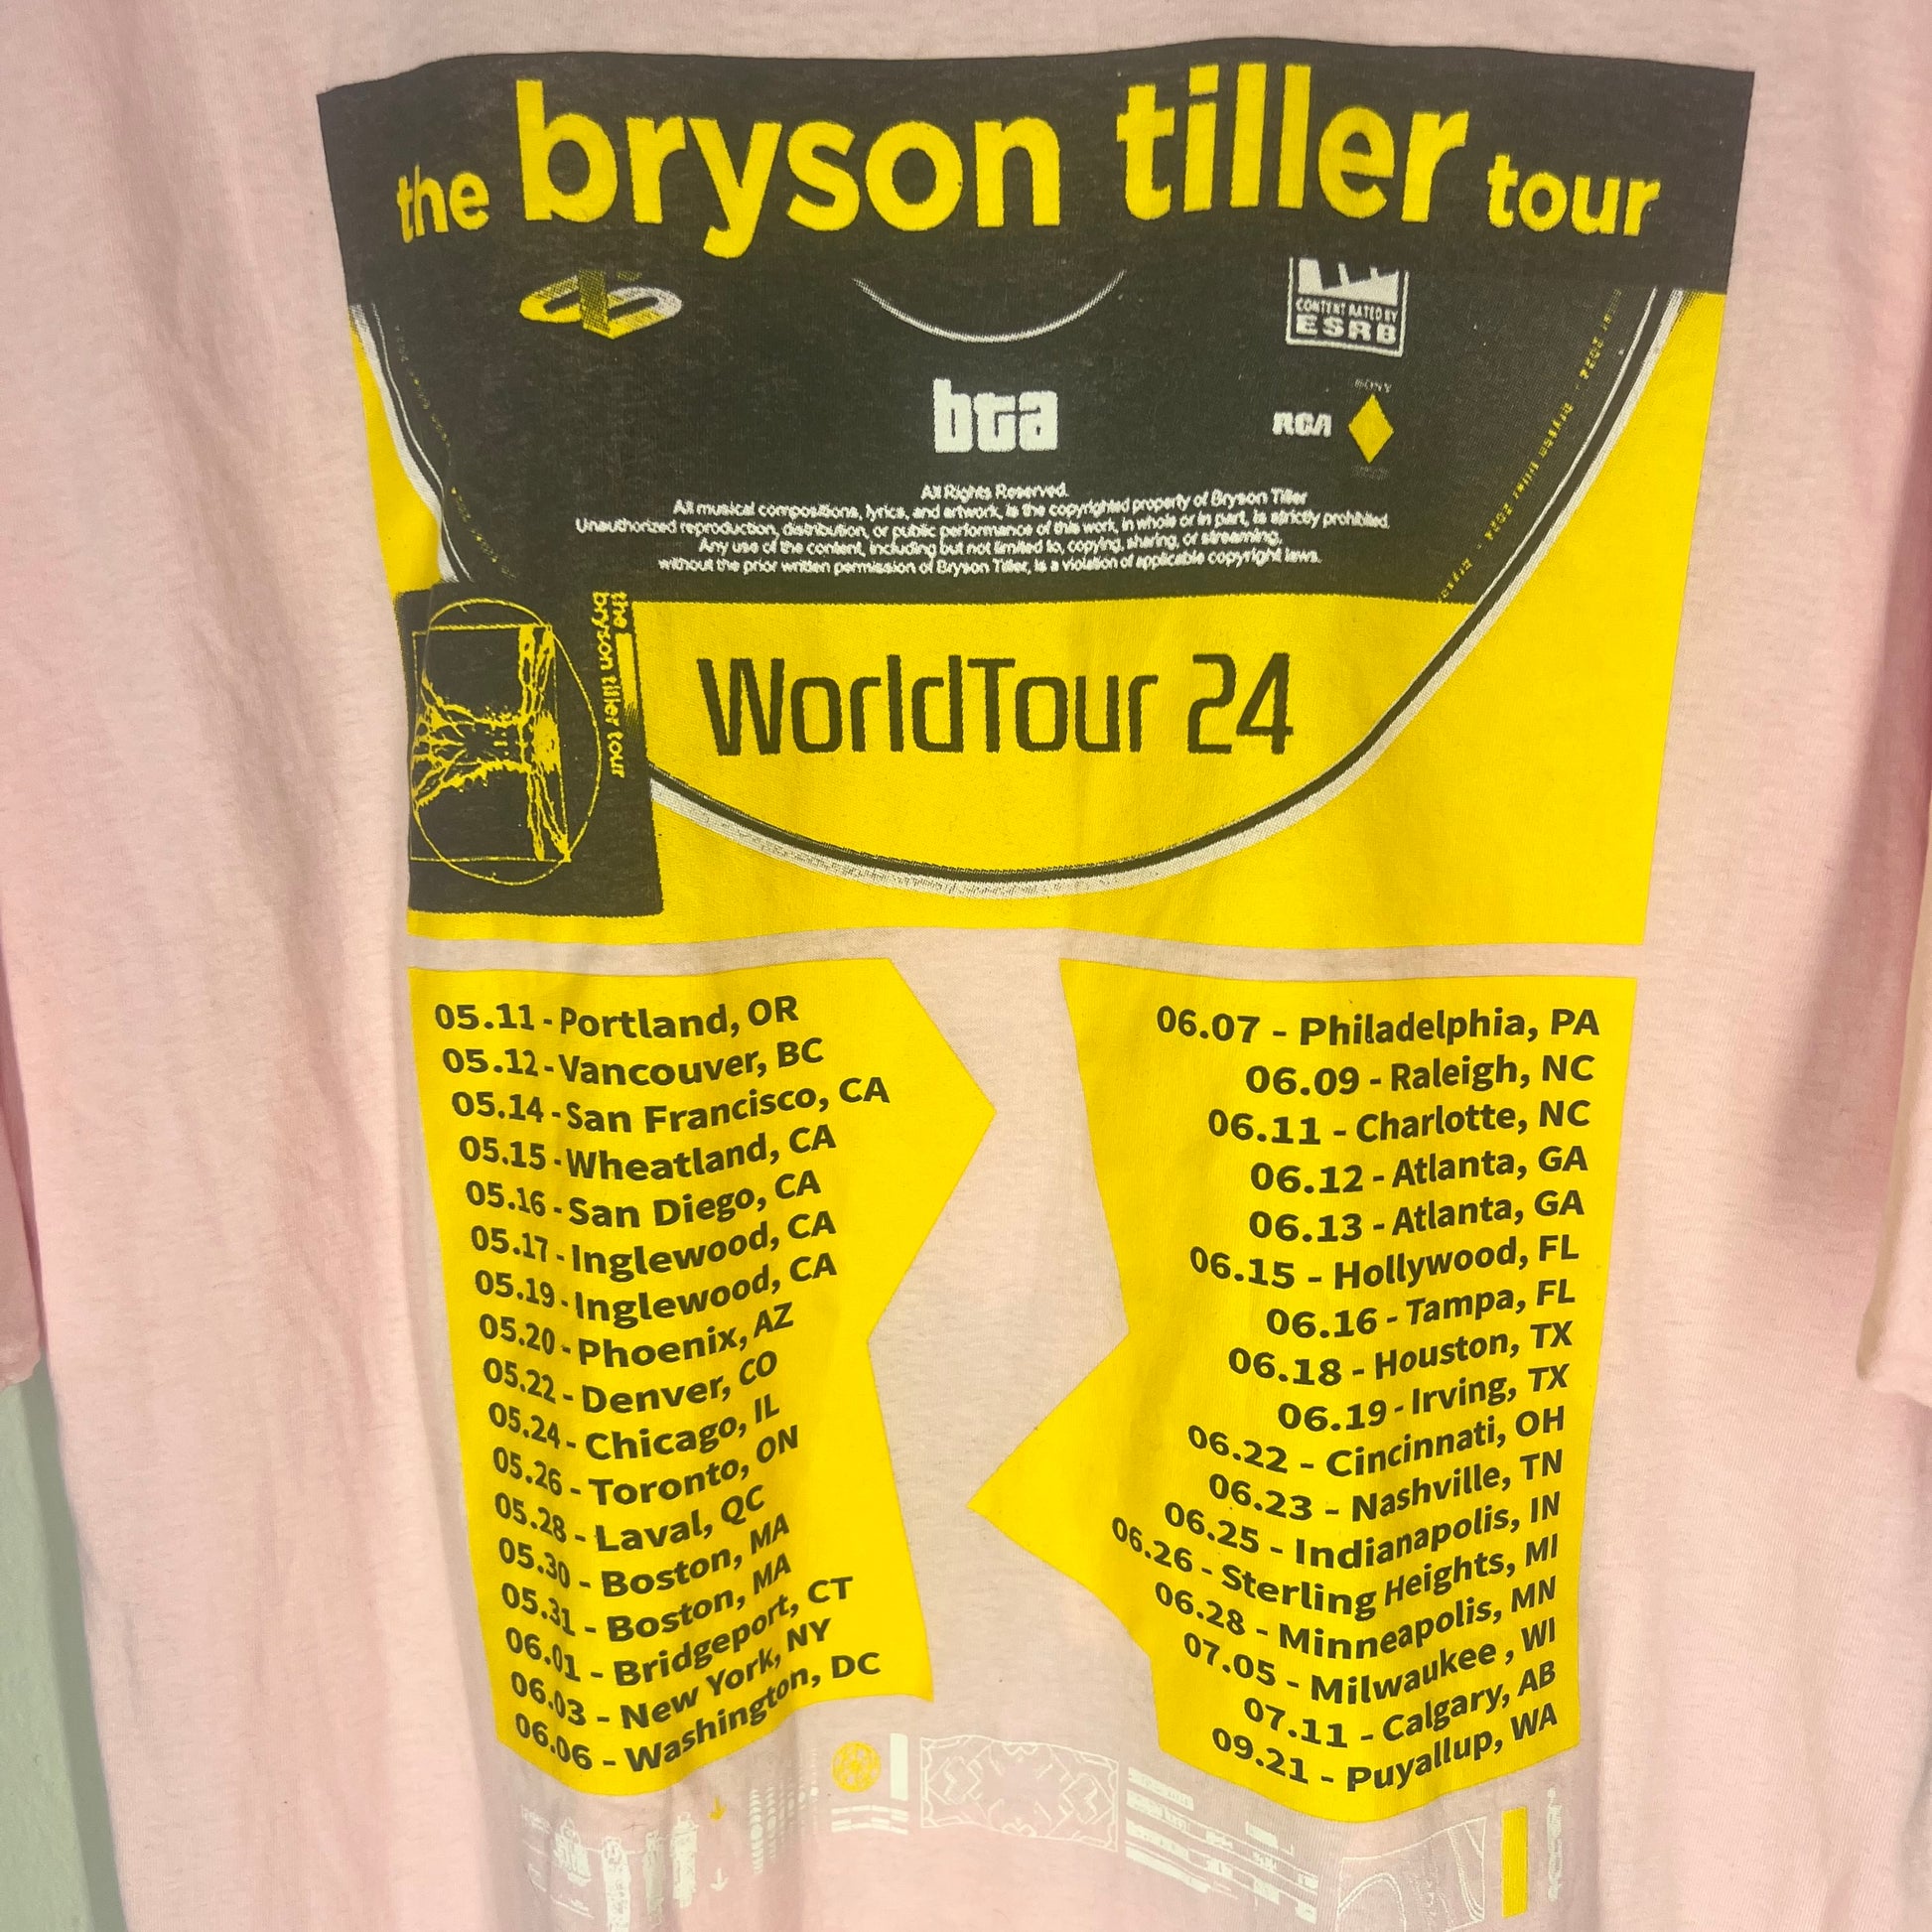 the bryson tiller tour
CONTENT RATED BY
ESRB
bta
SONY
RCA
All Rights Reserved.
All musical compositions, lyrics, and artwork, is the copyrighted property of Bryson Tiller
Unauthorized reproduction, distribution, or public performance of this work, in whole or in part, is strictly prohibited.
Any use of the content, including but not limited to, copying, sharing, or streaming,
without the prior written permission of Bryson Tiller, is a violation of applicable copyright laws.
the
bryson tiller tour
WorldTour 24
05.11 - Portland, OR
05.12 - Vancouver, BC
05.14 - San Francisco, CA
05.15 - Wheatland, CA
05.16 - San Diego, CA
05.17 - Inglewood, CA
05.19 - Inglewood, CA
05.20 - Phoenix, AZ
05.22 - Denver, CO
05.24 - Chicago, IL
05.26 - Toronto, ON
05.28 - Laval, QC
05.30 - Boston, MA
05.31 - Boston, MA
06.01 - Bridgeport, CT
06.03 - New York, NY
06.06 - Washington, DC
06.07 - Philadelphia, PA
06.09 - Raleigh, NC
06.11 - Charlotte, NC
06.12 - Atlanta, GA
06.13 - Atlanta, GA
06.15 - Hollywood, FL
06.16 - Tampa, FL
06.18 - Houston, TX
06.19 - Irving, TX
06.22 - Cincinnati, OH
06.23 - Nashville, TN
06.25 - Indianapolis, IN
06.26 - Sterling Heights, MI
06.28 - Minneapolis, MN
07.05 - Milwaukee , WI
07.11 - Calgary, AB
09.21 - Puyallup, WA